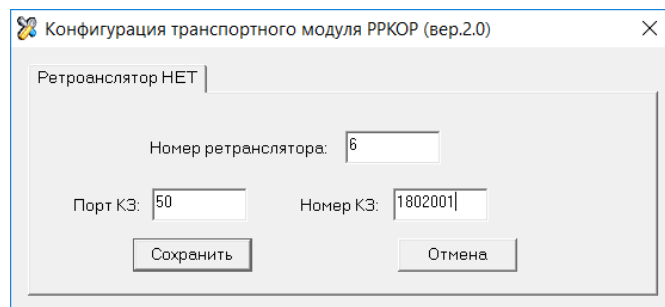 Конфигурация транспортного модуля РРКОР (вер.2.0)
Ретроанслятор НЕТ
Номер ретранслятора: 6
Порт КЗ: 50 Номер КЗ: 1802001
Сохранить Отмена